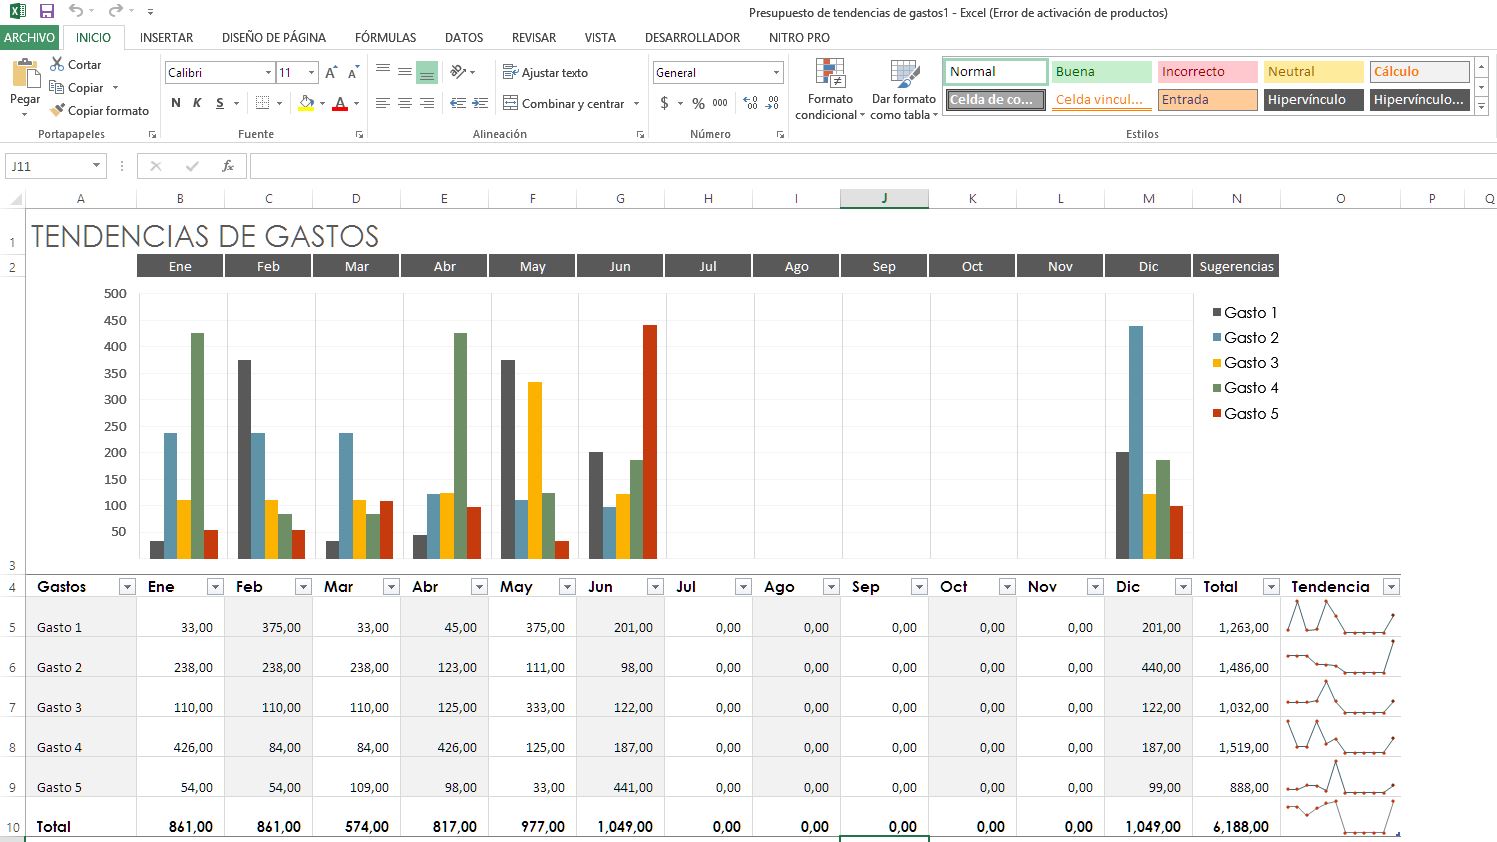 Presupuesto de tendencias de gastos1 - Excel (Error de activación de productos)
ARCHIVO INICIO INSERTAR DISEÑO DE PÁGINA FÓRMULAS DATOS REVISAR VISTA DESARROLLADOR NITRO PRO
Pegar
Cortar
Copiar
Copiar formato
Portapapeles
Calibri 11
N K S
Fuente
Ajustar texto
Combinar y centrar
Alineación
General
$ % 000
Número
Formato condicional
Dar formato como tabla
Normal Buena Incorrecto Neutral Cálculo
Celda de co... Celda vincul... Entrada Hipervínculo Hipervínculo...
Estilos
J11 fx
A B C D E F G H I J K L M N O P Q
1 TENDENCIAS DE GASTOS
2 Ene Feb Mar Abr May Jun Jul Ago Sep Oct Nov Dic Sugerencias
500
450
400
350
300
250
200
150
100
50
Gasto 1
Gasto 2
Gasto 3
Gasto 4
Gasto 5
3
4 Gastos Ene Feb Mar Abr May Jun Jul Ago Sep Oct Nov Dic Total Tendencia
5 Gasto 1 33,00 375,00 33,00 45,00 375,00 201,00 0,00 0,00 0,00 0,00 0,00 201,00 1,263,00
6 Gasto 2 238,00 238,00 238,00 123,00 111,00 98,00 0,00 0,00 0,00 0,00 0,00 440,00 1,486,00
7 Gasto 3 110,00 110,00 110,00 125,00 333,00 122,00 0,00 0,00 0,00 0,00 0,00 122,00 1,032,00
8 Gasto 4 426,00 84,00 84,00 426,00 125,00 187,00 0,00 0,00 0,00 0,00 0,00 187,00 1,519,00
9 Gasto 5 54,00 54,00 109,00 98,00 33,00 441,00 0,00 0,00 0,00 0,00 0,00 99,00 888,00
10 Total 861,00 861,00 574,00 817,00 977,00 1,049,00 0,00 0,00 0,00 0,00 0,00 1,049,00 6,188,00